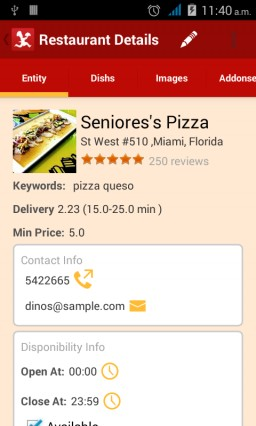 11:40 a.m.
Restaurant Details
Entity Dishs Images Addonse
Seniores's Pizza
St West #510 ,Miami, Florida
250 reviews
Keywords: pizza queso
Delivery 2.23 (15.0-25.0 min )
Min Price: 5.0
Contact Info
5422665
dinos@sample.com
Disponibility Info
Open At: 00:00
Close At: 23:59
Available